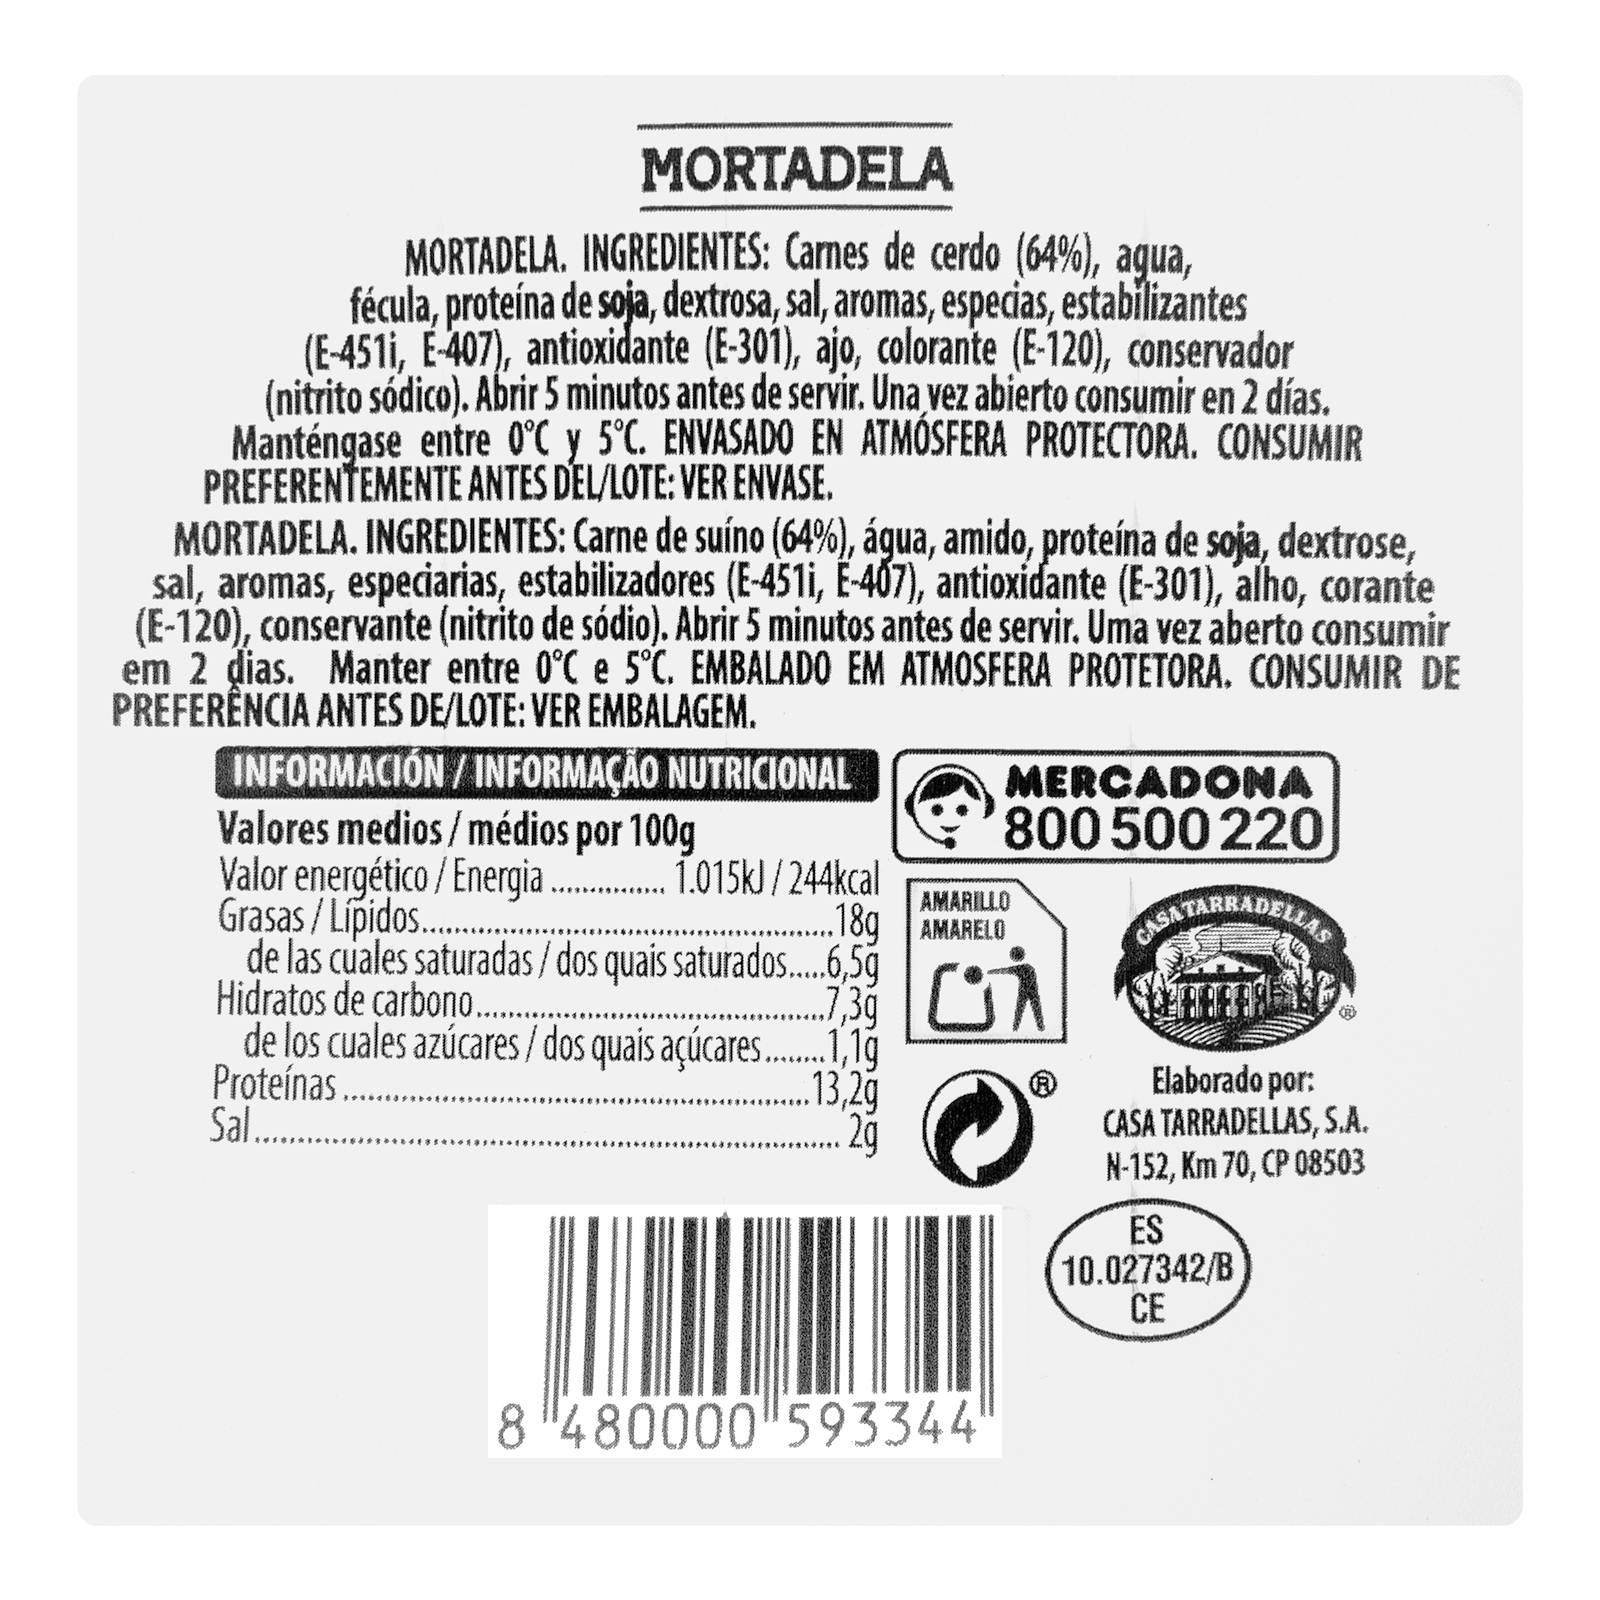 MORTADELA
MORTADELA. INGREDIENTES: Carnes de cerdo (64%), agua,
fécula, proteína de soja, dextrosa, sal, aromas, especias, estabilizantes
(E-451i, E-407), antioxidante (E-301), ajo, colorante (E-120), conservador
(nitrito sódico). Abrir 5 minutos antes de servir. Una vez abierto consumir en 2 días.
Manténgase entre 0°C y 5°C. ENVASADO EN ATMÓSFERA PROTECTORA. CONSUMIR
PREFERENTEMENTE ANTES DEL/LOTE: VER ENVASE.
MORTADELA. INGREDIENTES: Carne de suíno (64%), água, amido, proteína de soja, dextrose,
sal, aromas, especiarias, estabilizadores (E-451i, E-407), antioxidante (E-301), alho, corante
(E-120), conservante (nitrito de sódio). Abrir 5 minutos antes de servir. Uma vez aberto consumir
em 2 dias. Manter entre 0°C e 5°C. EMBALADO EM ATMOSFERA PROTETORA. CONSUMIR DE
PREFERÊNCIA ANTES DE/LOTE: VER EMBALAGEM.
INFORMACIÓN / INFORMAÇÃO NUTRICIONAL
Valores medios / médios por 100g
Valor energético / Energia ............... 1.015kJ / 244kcal
Grasas / Lípidos.......................................................18g
de las cuales saturadas / dos quais saturados.....6,5g
Hidratos de carbono..............................................7,3g
de los cuales azúcares / dos quais açúcares........1,1g
Proteínas .............................................................13,2g
Sal.......................................................................... 2g
MERCADONA
800 500 220
AMARILLO
AMARELO
CASA TARRADELLAS
®
®
Elaborado por:
CASA TARRADELLAS, S.A.
N-152, Km 70, CP 08503
ES
10.027342/B
CE
8 480000 593344